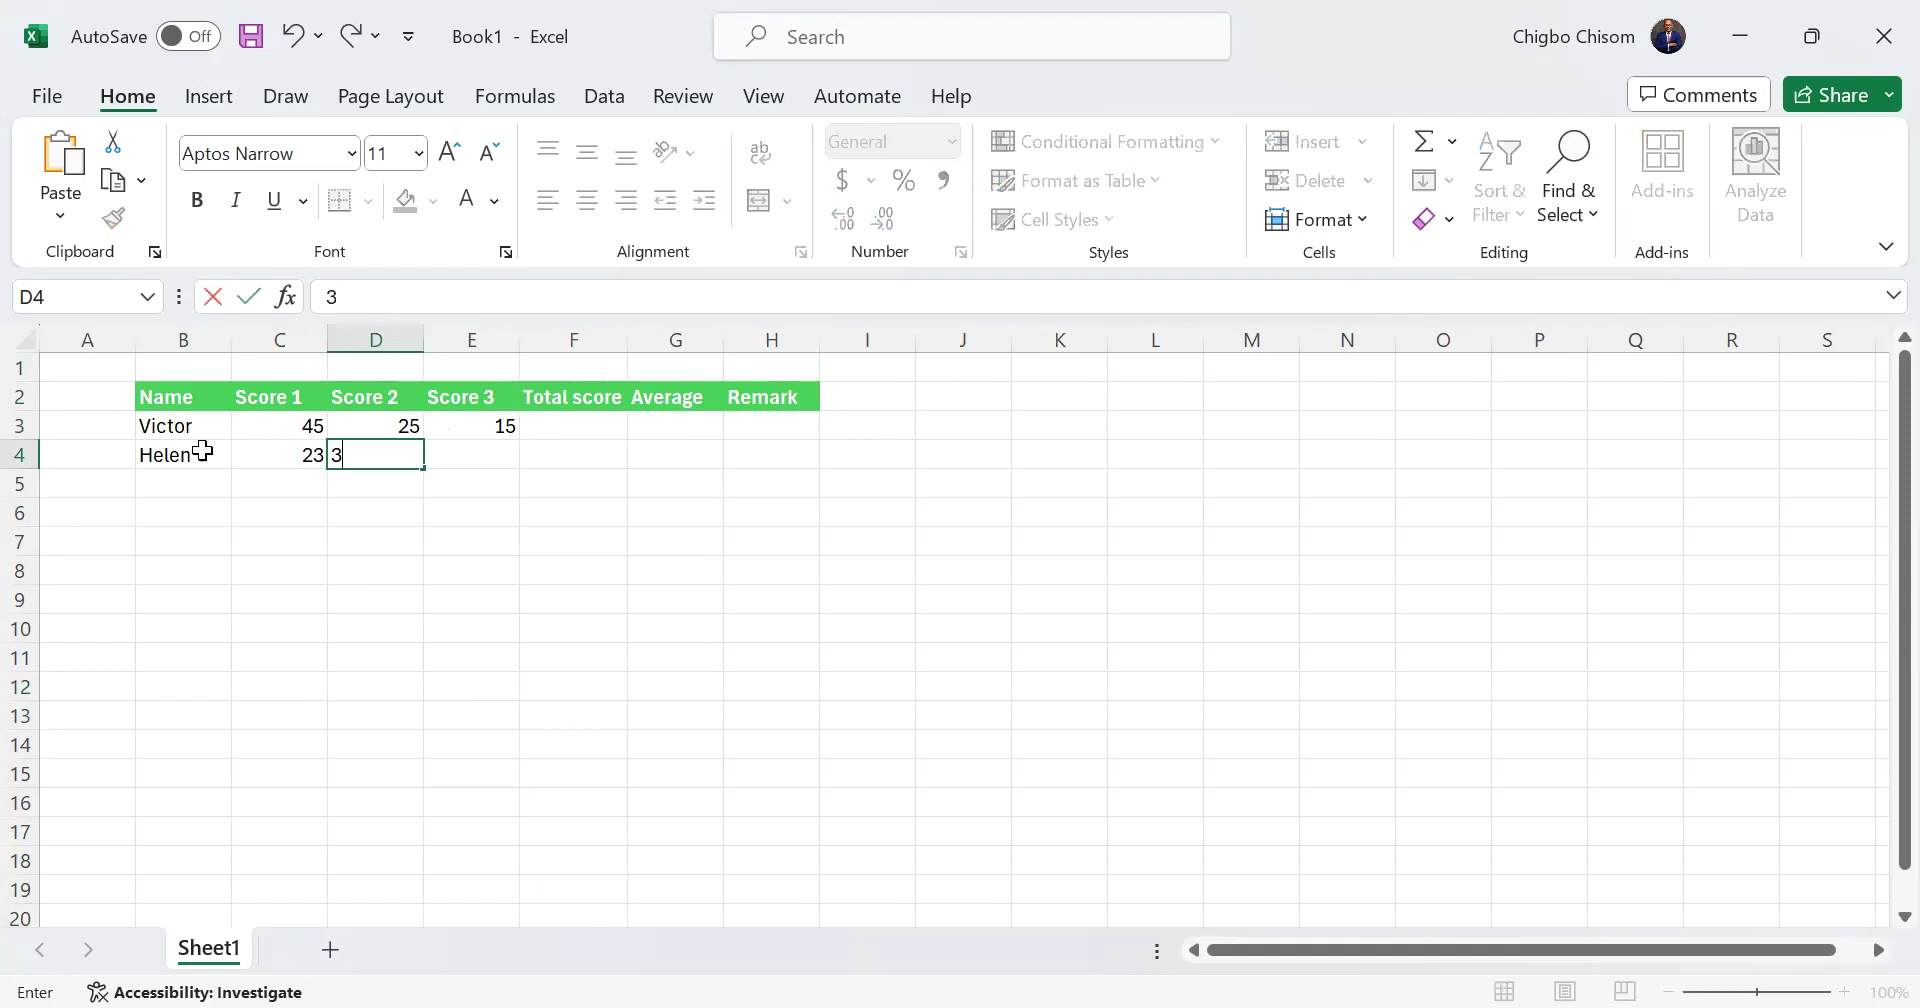 AutoSave Off Book1 - Excel Search Chigbo Chisom
File Home Insert Draw Page Layout Formulas Data Review View Automate Help Comments Share
Paste
Clipboard
Aptos Narrow 11
B I U A
Font
ab
Alignment
General
$ % ,
Number
Conditional Formatting
Format as Table
Cell Styles
Styles
Insert
Delete
Format
Cells
Sort & Filter
Find & Select
Editing
Add-ins
Add-ins
Analyze Data
D4 fx 3
A B C D E F G H I J K L M N O P Q R S
1
2 Name Score 1 Score 2 Score 3 Total score Average Remark
3 Victor 45 25 15
4 Helen 23 3
5
6
7
8
9
10
11
12
13
14
15
16
17
18
19
20
Sheet1
Enter Accessibility: Investigate 100%